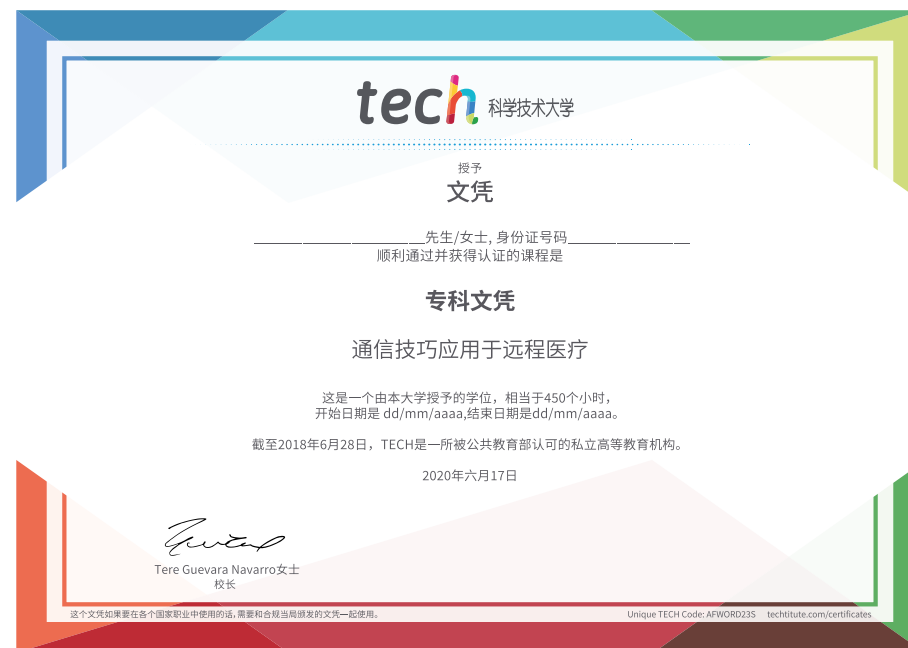 tech 科学技术大学
授予
文凭
先生/女士, 身份证号码
顺利通过并获得认证的课程是
专科文凭
通信技巧应用于远程医疗
这是一个由本大学授予的学位，相当于450个小时，
开始日期是 dd/mm/aaaa,结束日期是dd/mm/aaaa。
截至2018年6月28日，TECH是一所被公共教育部认可的私立高等教育机构。
2020年六月17日
Tere Guevara Navarro女士
校长
这个文凭如果要在各个国家职业中使用的话,需要和合规当局颁发的文凭一起使用。
Unique TECH Code: AFWORD23S techtitute.com/certificates